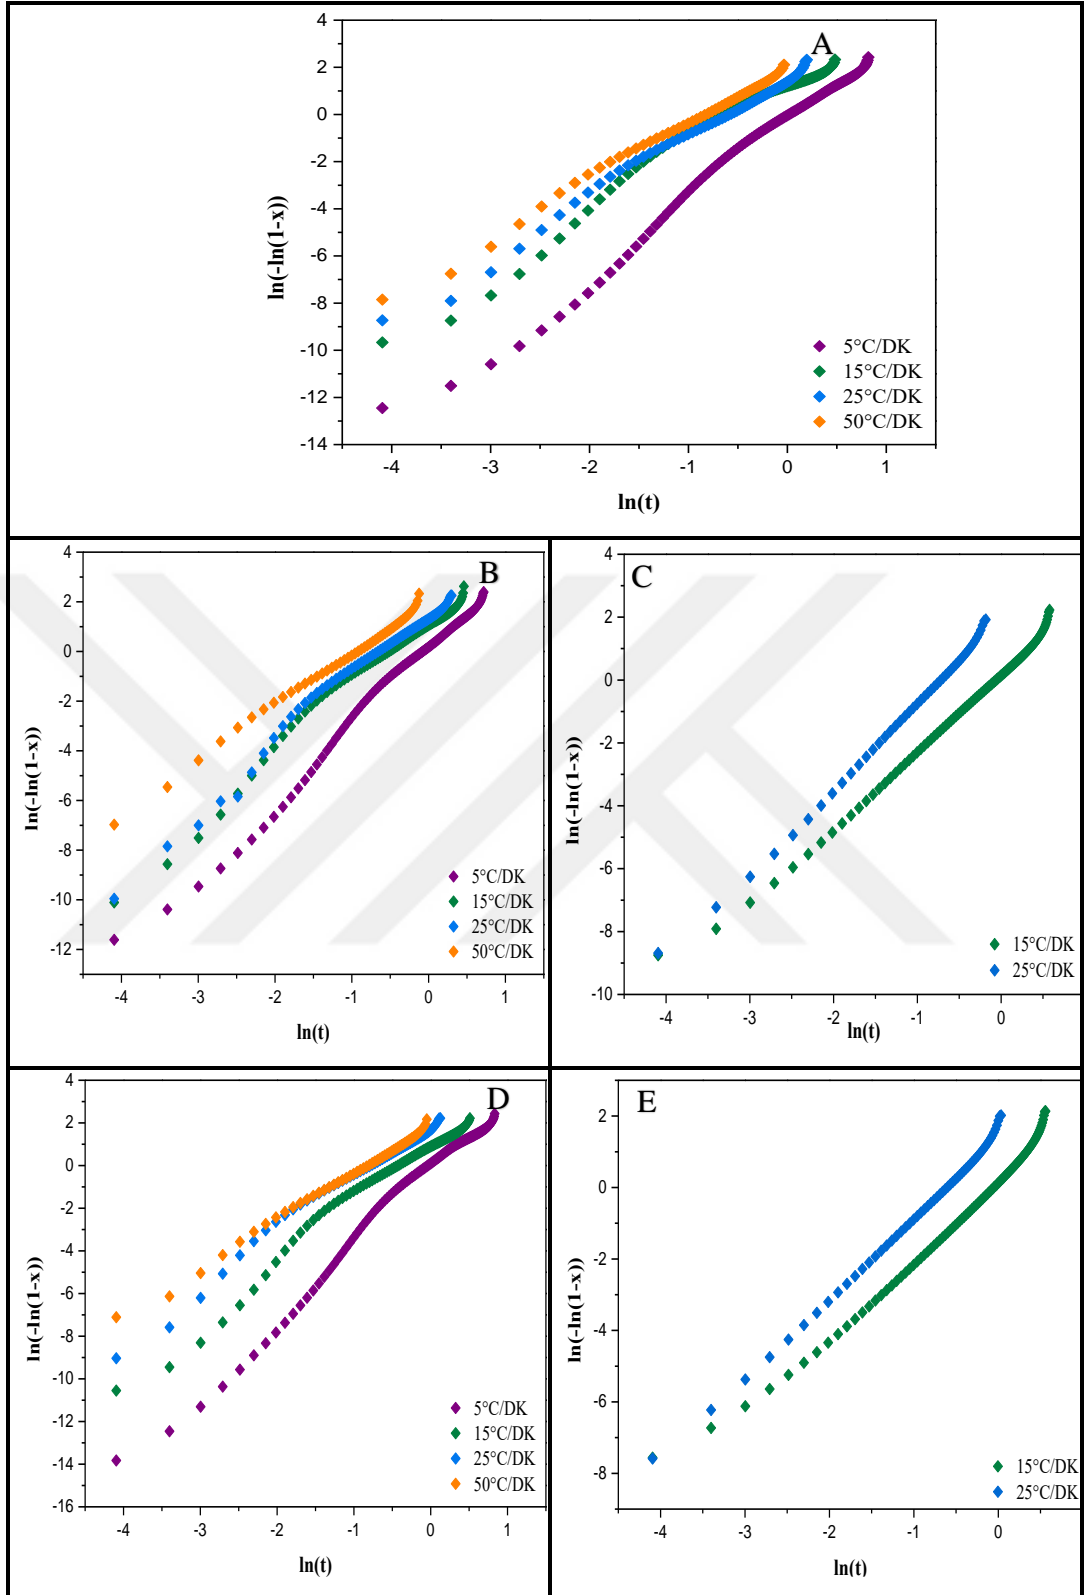 A
4
2
0
-2
-4
-6
-8
-10
-12
-14
ln(-ln(1-x))
-4 -3 -2 -1 0 1
ln(t)
5°C/DK
15°C/DK
25°C/DK
50°C/DK
B
4
2
0
-2
-4
-6
-8
-10
-12
ln(-ln(1-x))
-4 -3 -2 -1 0 1
ln(t)
5°C/DK
15°C/DK
25°C/DK
50°C/DK
C
4
2
0
-2
-4
-6
-8
-10
ln(-ln(1-x))
-4 -3 -2 -1 0
ln(t)
15°C/DK
25°C/DK
D
4
2
0
-2
-4
-6
-8
-10
-12
-14
-16
ln(-ln(1-x))
-4 -3 -2 -1 0 1
ln(t)
5°C/DK
15°C/DK
25°C/DK
50°C/DK
E
2
0
-2
-4
-6
-8
ln(-ln(1-x))
-4 -3 -2 -1 0
ln(t)
15°C/DK
25°C/DK